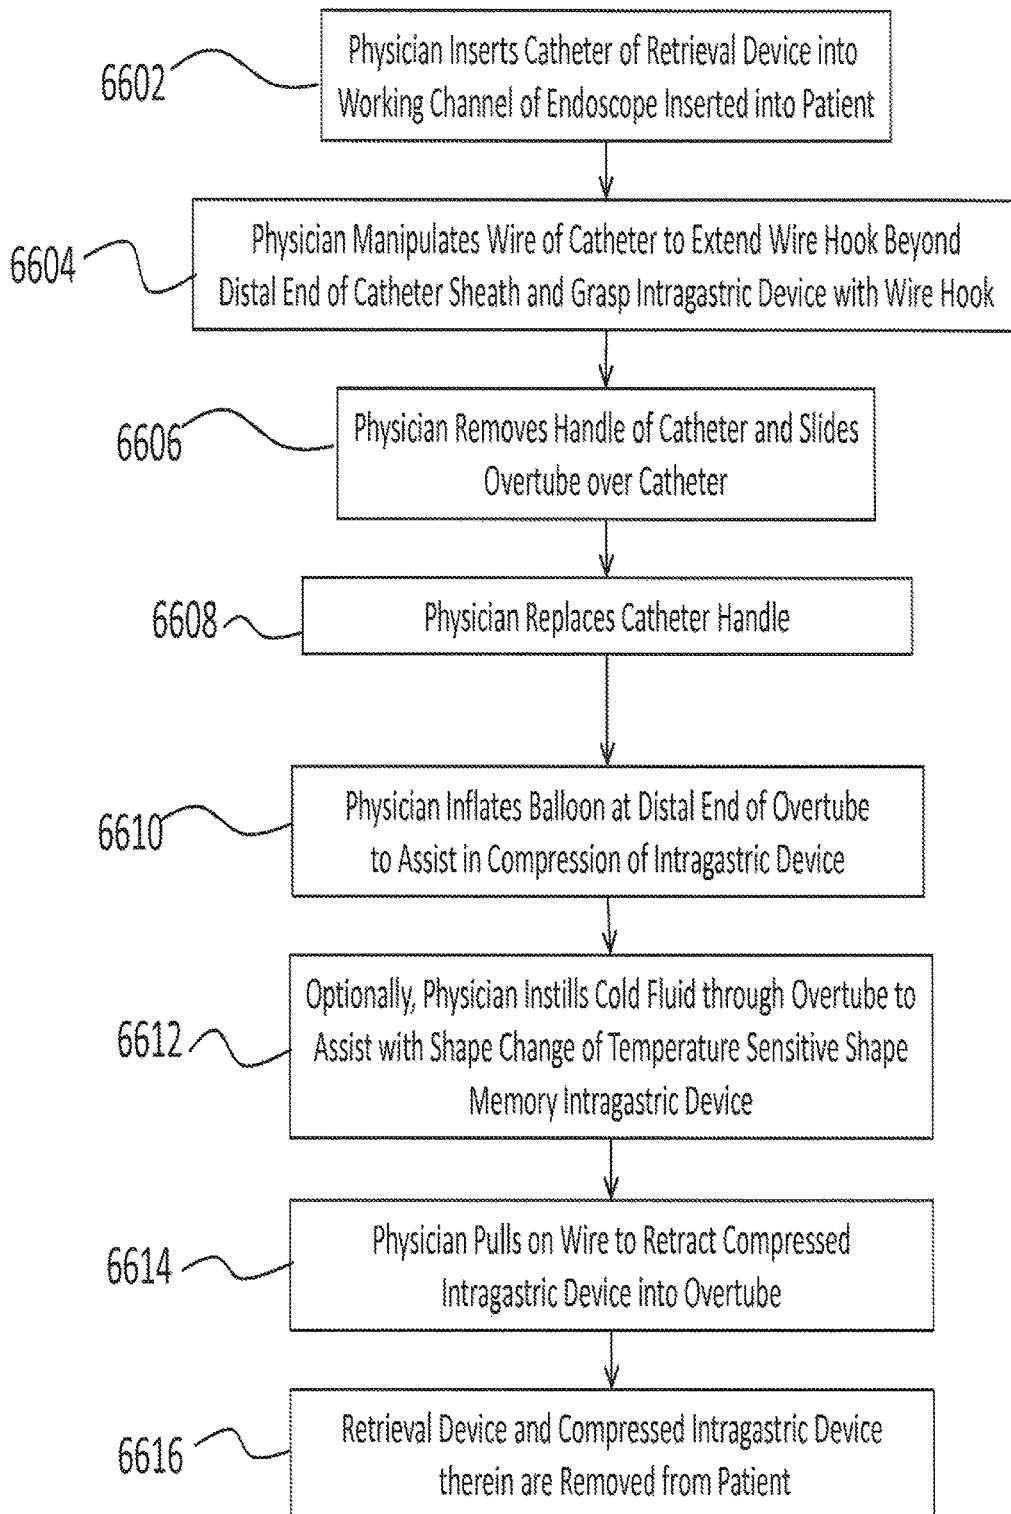 6602
Physician Inserts Catheter of Retrieval Device into
Working Channel of Endoscope Inserted into Patient
6604
Physician Manipulates Wire of Catheter to Extend Wire Hook Beyond
Distal End of Catheter Sheath and Grasp Intragastric Device with Wire Hook
6606
Physician Removes Handle of Catheter and Slides
Overtube over Catheter
6608
Physician Replaces Catheter Handle
6610
Physician Inflates Balloon at Distal End of Overtube
to Assist in Compression of Intragastric Device
6612
Optionally, Physician Instills Cold Fluid through Overtube to
Assist with Shape Change of Temperature Sensitive Shape
Memory Intragastric Device
6614
Physician Pulls on Wire to Retract Compressed
Intragastric Device into Overtube
6616
Retrieval Device and Compressed Intragastric Device
therein are Removed from Patient